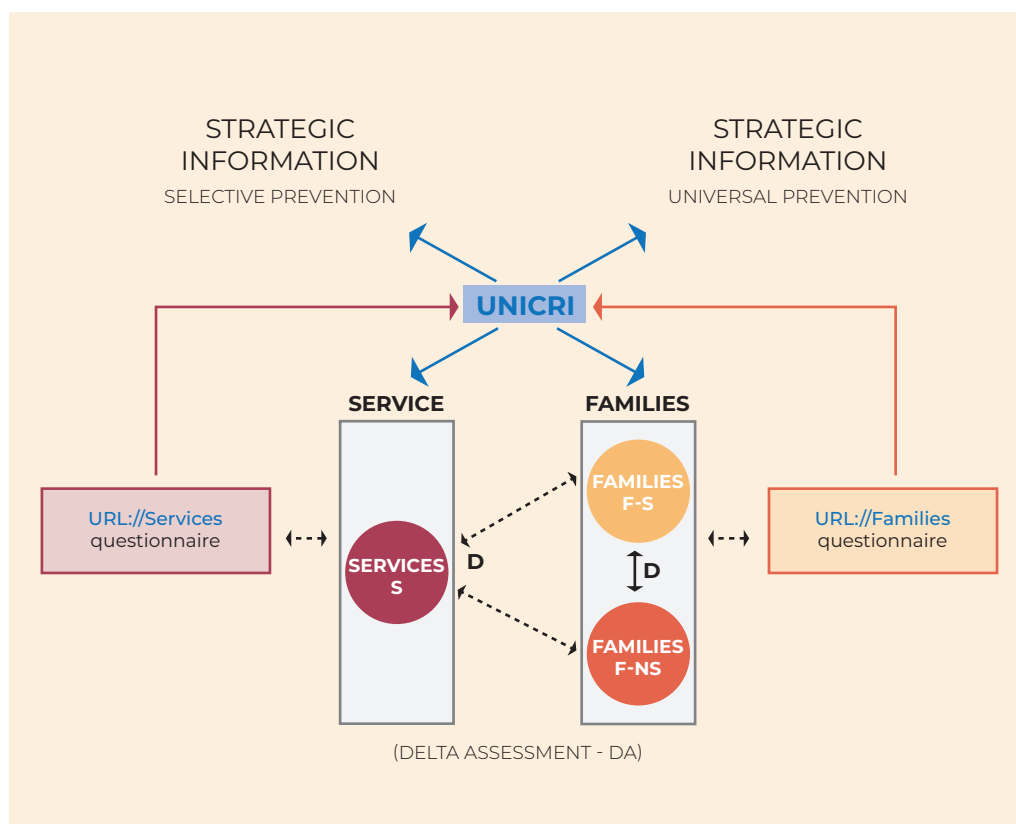 STRATEGIC
INFORMATION
SELECTIVE PREVENTION
STRATEGIC
INFORMATION
UNIVERSAL PREVENTION
UNICRI
SERVICE
FAMILIES
URL://Services
questionnaire
SERVICES
S
D
FAMILIES
F-S
D
FAMILIES
F-NS
URL://Families
questionnaire
(DELTA ASSESSMENT - DA)